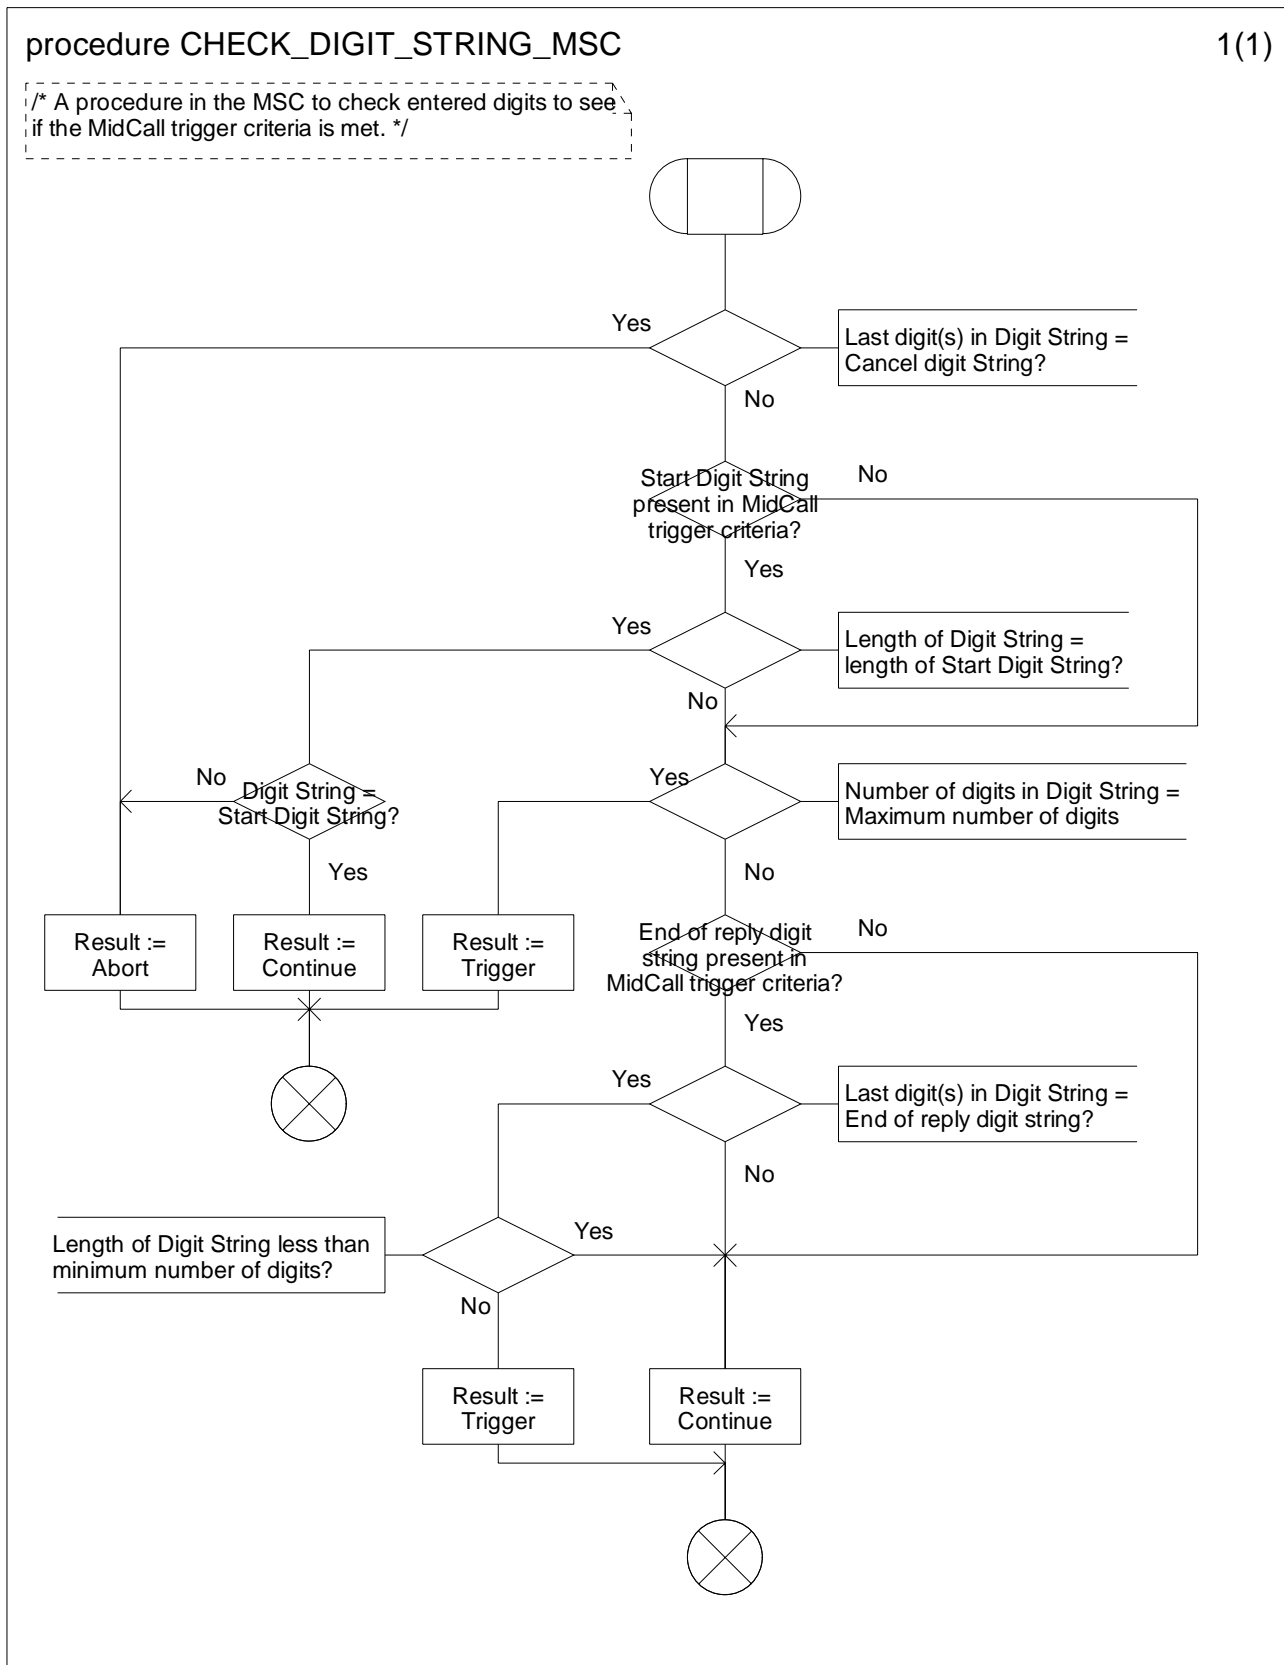 procedure CHECK_DIGIT_STRING_MSC
1(1)
/* A procedure in the MSC to check entered digits to see
if the MidCall trigger criteria is met. */
Yes
Last digit(s) in Digit String =
Cancel digit String?
No
Start Digit String
present in MidCall
trigger criteria?
No
Yes
Yes
Length of Digit String =
length of Start Digit String?
No
No
Digit String =
Start Digit String?
Yes
Number of digits in Digit String =
Maximum number of digits
Yes
No
Result :=
Abort
Result :=
Continue
Result :=
Trigger
End of reply digit
string present in
MidCall trigger criteria?
No
Yes
Yes
Last digit(s) in Digit String =
End of reply digit string?
No
Length of Digit String less than
minimum number of digits?
Yes
No
Result :=
Trigger
Result :=
Continue